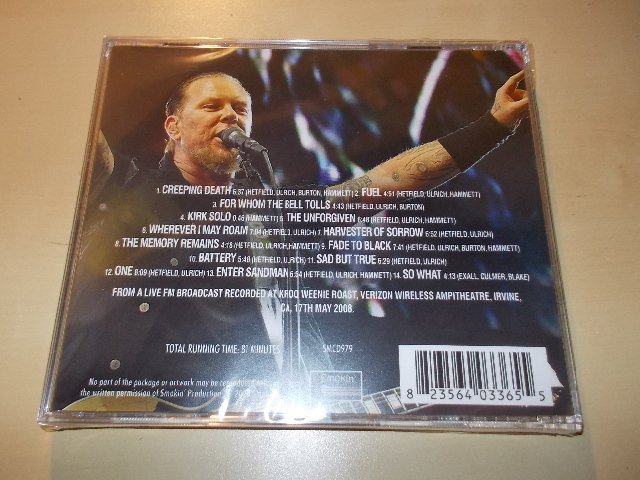 1. CREEPING DEATH 6:37 (HETFIELD, ULRICH, BURTON, HAMMETT) 2. FUEL 4:51 (HETFIELD, ULRICH, HAMMETT)
3. FOR WHOM THE BELL TOLLS 4:43 (HETFIELD, ULRICH, BURTON)
4. KIRK SOLO 0:46 (HAMMETT) 5. THE UNFORGIVEN 6:48 (HETFIELD, ULRICH, HAMMETT)
6. WHEREVER I MAY ROAM 7:04 (HETFIELD, ULRICH) 7. HARVESTER OF SORROW 6:52 (HETFIELD, ULRICH)
8. THE MEMORY REMAINS 4:16 (HETFIELD, ULRICH) 9. FADE TO BLACK 7:41 (HETFIELD, ULRICH, BURTON, HAMMETT)
10. BATTERY 5:40 (HETFIELD, ULRICH) 11. SAD BUT TRUE 6:29 (HETFIELD, ULRICH)
12. ONE 8:09 (HETFIELD, ULRICH) 13. ENTER SANDMAN 6:54 (HETFIELD, ULRICH, HAMMETT) 14. SO WHAT 4:13 (EXALL, CULMER, BLAKE)
FROM A LIVE FM BROADCAST RECORDED AT KROQ WEENIE ROAST, VERIZON WIRELESS AMPITHEATRE, IRVINE,
CA, 17TH MAY 2008.
TOTAL RUNNING TIME: 81 MINUTES SMCD979
Smokin'
No part of the package or artwork may be reproduced
the written permission of Smokin' Productions
8 23564 03365 5